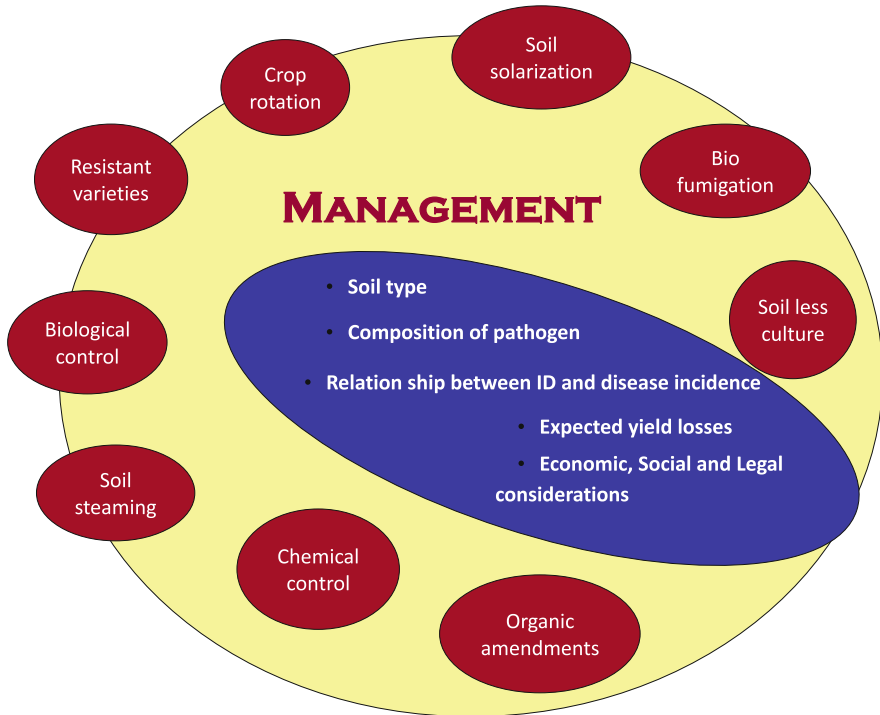 Soil
solarization
Crop
rotation
Bio
fumigation
Resistant
varieties
MANAGEMENT
• Soil type
Soil less
culture
• Composition of pathogen
Biological
control
• Relation ship between ID and disease incidence
• Expected yield losses
• Economic, Social and Legal
considerations
Soil
steaming
Chemical
control
Organic
amendments